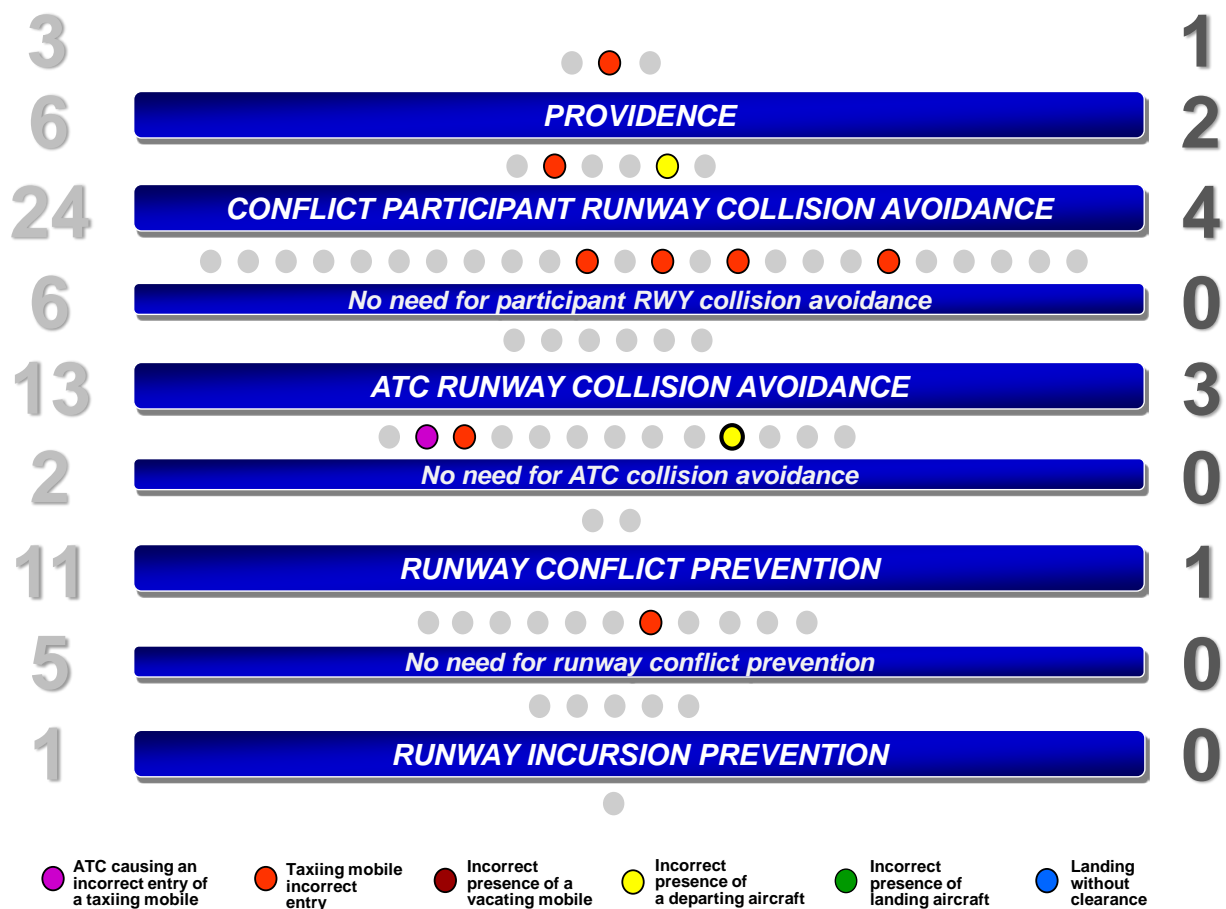 3
1
6
PROVIDENCE
2
24
CONFLICT PARTICIPANT RUNWAY COLLISION AVOIDANCE
4
6
No need for participant RWY collision avoidance
0
13
ATC RUNWAY COLLISION AVOIDANCE
3
2
No need for ATC collision avoidance
0
11
RUNWAY CONFLICT PREVENTION
1
5
No need for runway conflict prevention
0
1
RUNWAY INCURSION PREVENTION
0
ATC causing an
incorrect entry of
a taxiing mobile
Taxiing mobile
incorrect
entry
Incorrect
presence of a
vacating mobile
Incorrect
presence of
a departing aircraft
Incorrect
presence of
landing aircraft
Landing
without
clearance